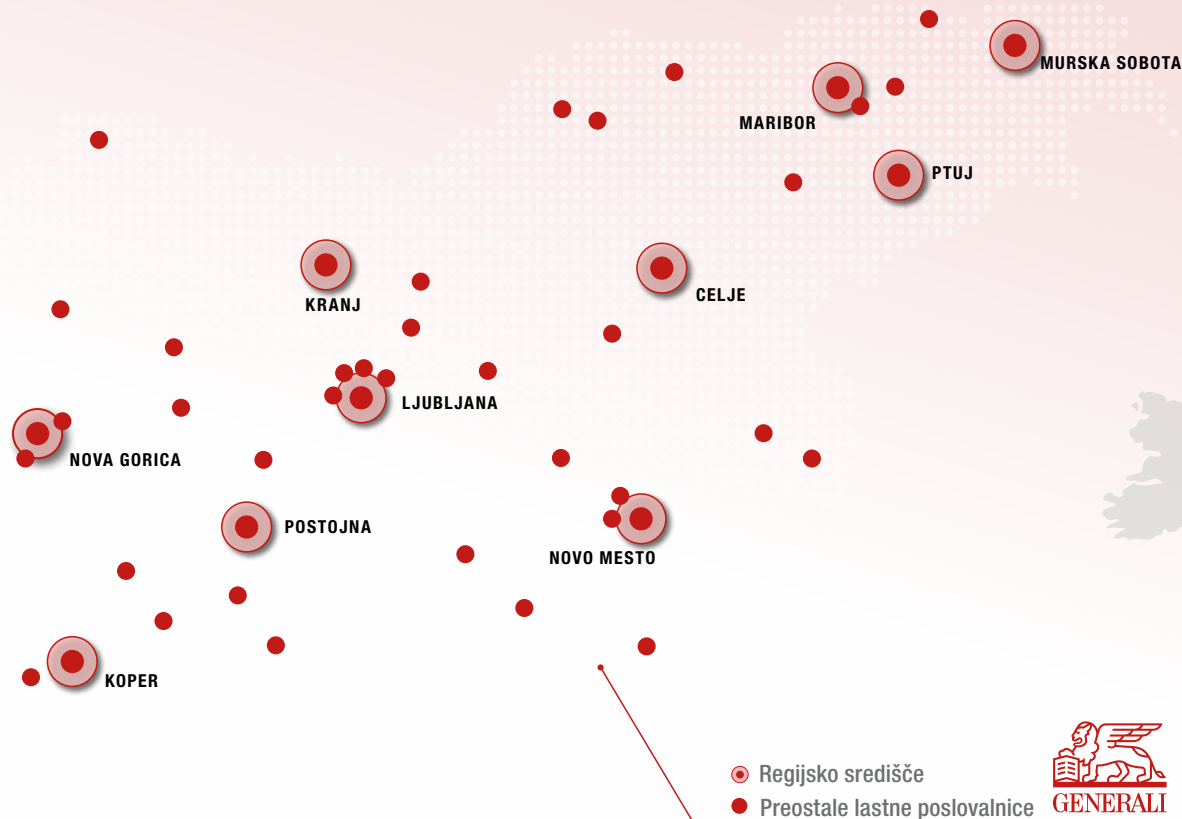 MURSKA SOBOTA
MARIBOR
PTUJ
CELJE
KRANJ
LJUBLJANA
NOVA GORICA
POSTOJNA
NOVO MESTO
KOPER
Regijsko središče
Preostale lastne poslovalnice
GENERALI